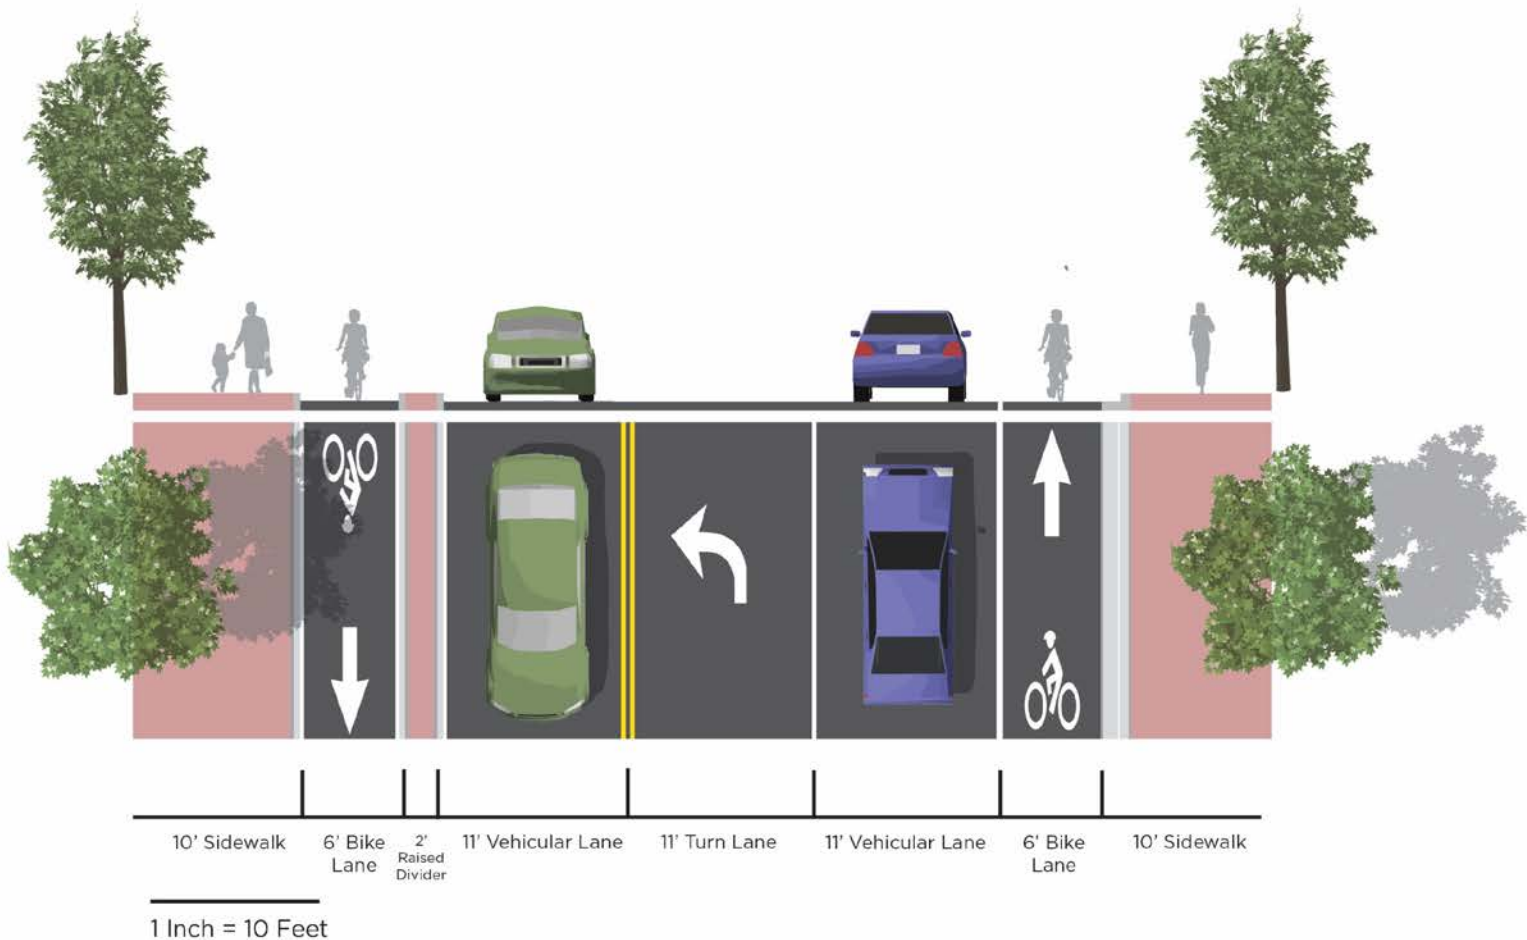 10' Sidewalk
6' Bike
Lane
2'
Raised
Divider
11' Vehicular Lane
11' Turn Lane
11' Vehicular Lane
6' Bike
Lane
10' Sidewalk
1 Inch = 10 Feet